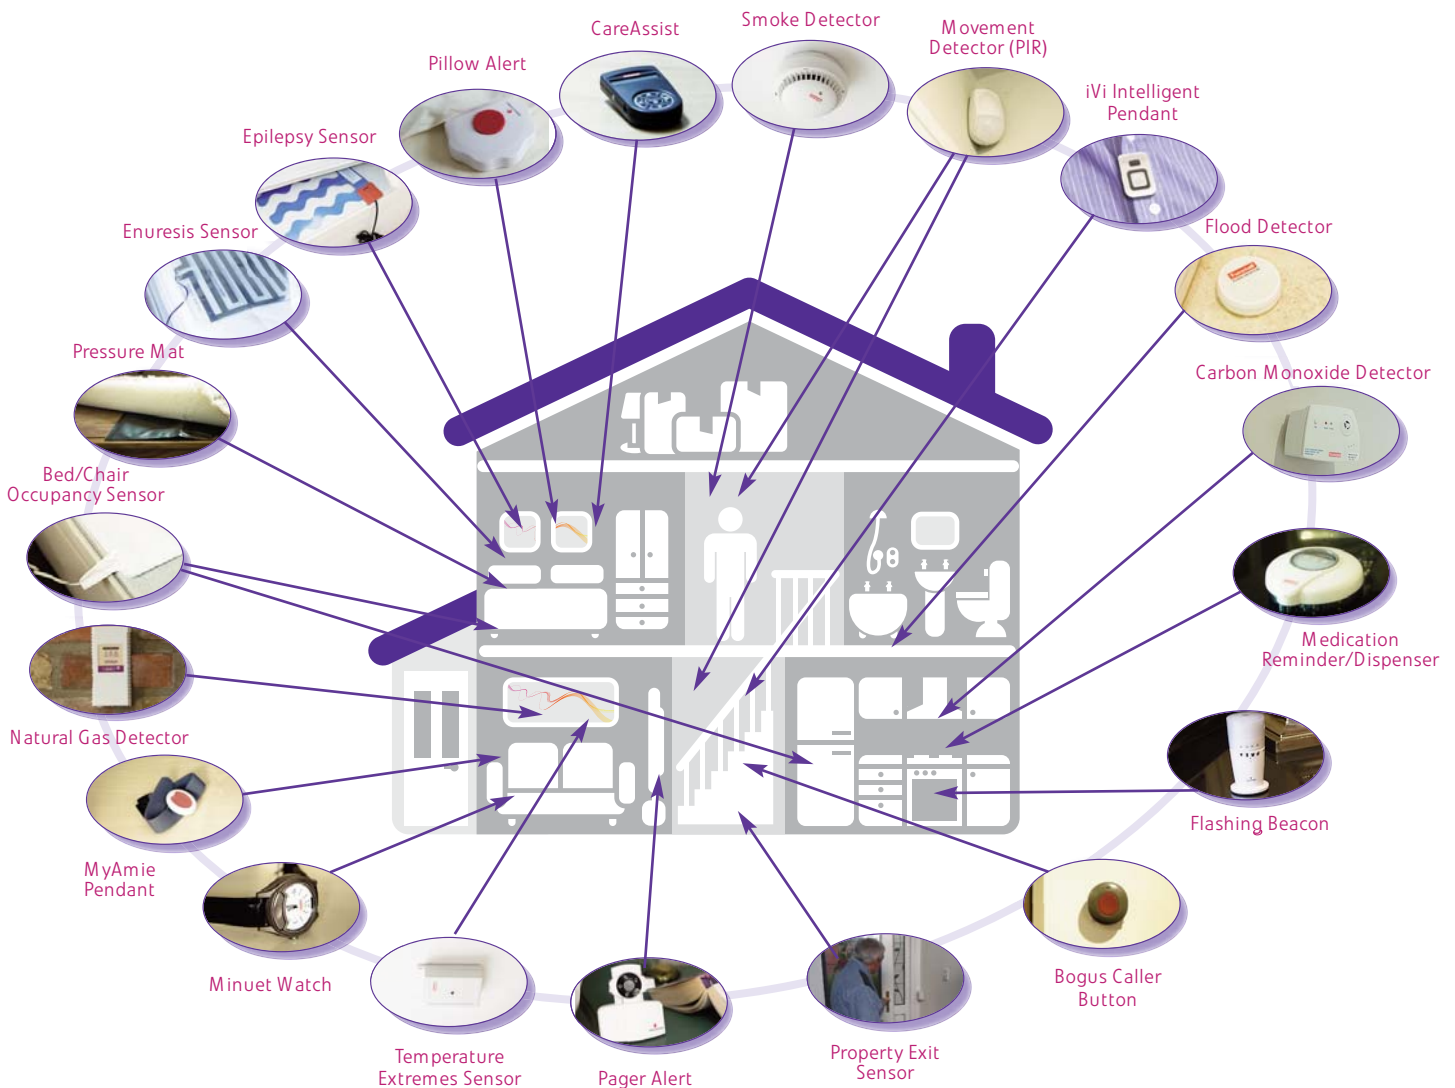 CareAssist
Smoke Detector
Movement
Detector (PIR)
Pillow Alert
iVi Intelligent
Pendant
Epilepsy Sensor
Flood Detector
Enuresis Sensor
Pressure Mat
Carbon Monoxide Detector
Bed/Chair
Occupancy Sensor
Medication
Reminder/Dispenser
Natural Gas Detector
Flashing Beacon
MyAmie
Pendant
Minuet Watch
Bogus Caller
Button
Temperature
Extremes Sensor
Pager Alert
Property Exit
Sensor